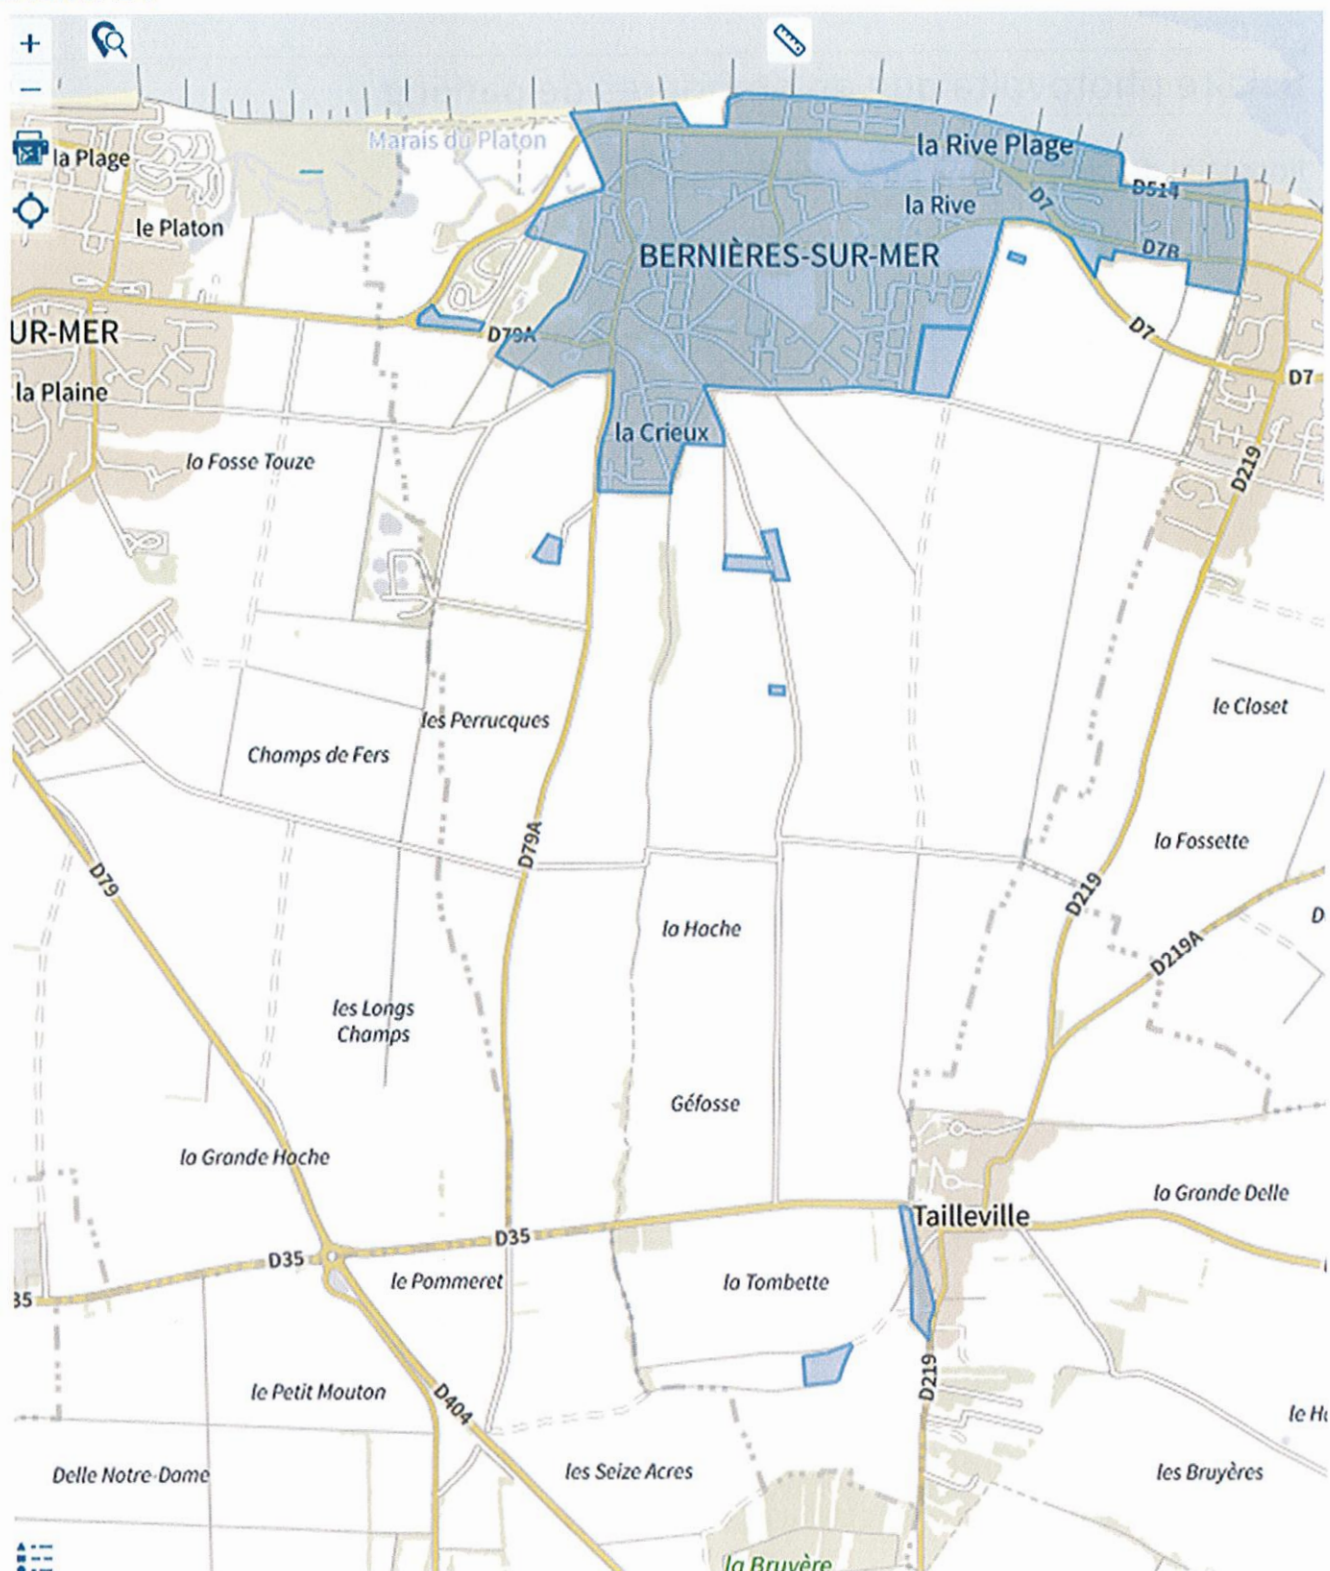 Marais du Platon
la Plage
la Rive Plage
D514
D7
la Rive
le Platon
BERNIÈRES-SUR-MER
D7B
UR-MER
D79A
D7
D7
la Plaine
la Crieux
la Fosse Touze
D219
les Perrucques
le Closet
Champs de Fers
D79A
la Fossette
D79
D219
D
la Hache
D219A
les Longs
Champs
Géfosse
la Grande Hache
la Grande Delle
Tailleville
D35
D35
le Pommeret
la Tombette
35
D219
le Petit Mouton
D404
le H
Delle Notre-Dame
les Seize Acres
les Bruyères
la Bruyère